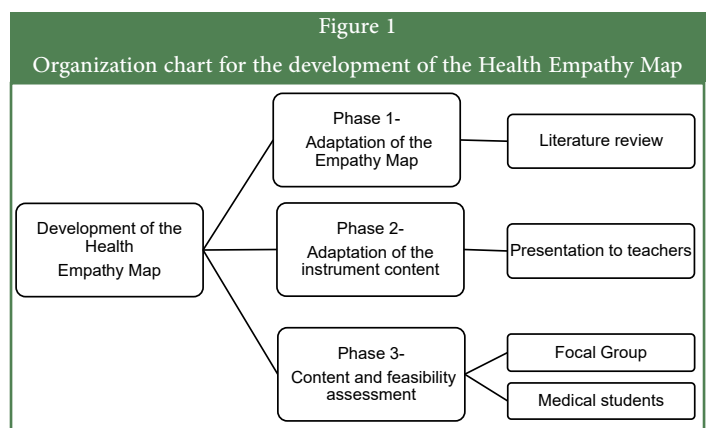 Figure 1
Organization chart for the development of the Health Empathy Map
Development of the
Health
Empathy Map
Phase 1-
Adaptation of the
Empathy Map
Literature review
Phase 2-
Adaptation of the
instrument content
Presentation to teachers
Phase 3-
Content and feasibility
assessment
Focal Group
Medical students